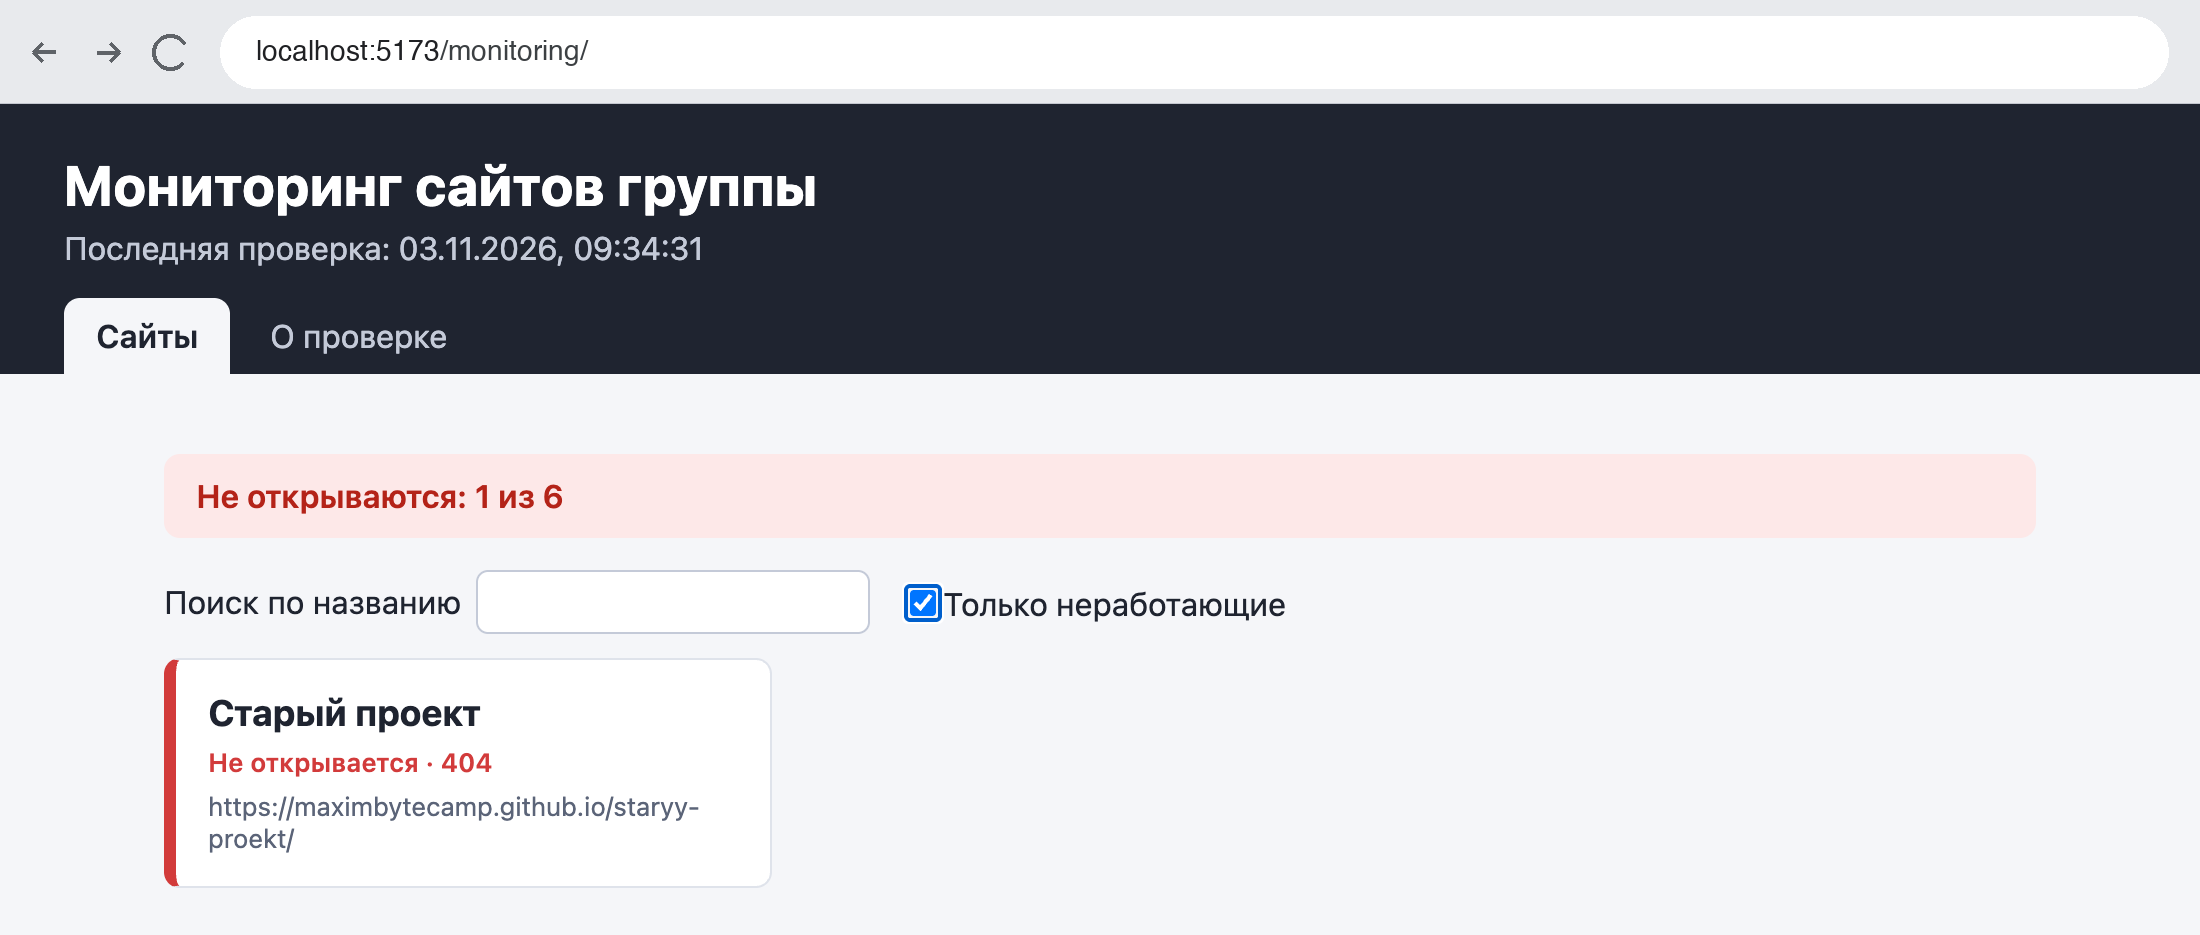 localhost:5173/monitoring/
Мониторинг сайтов группы
Последняя проверка: 03.11.2026, 09:34:31
Сайты О проверке
Не открываются: 1 из 6
Поиск по названию Только неработающие
Старый проект
Не открывается · 404
https://maximbytecamp.github.io/staryy-
proekt/